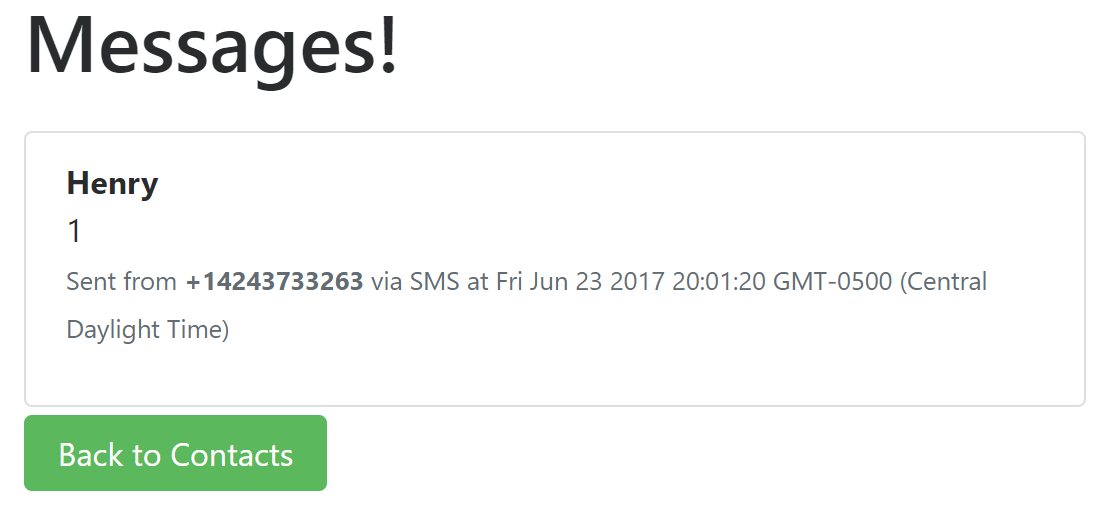 Messages!
Henry
1
Sent from +14243733263 via SMS at Fri Jun 23 2017 20:01:20 GMT-0500 (Central
Daylight Time)
Back to Contacts